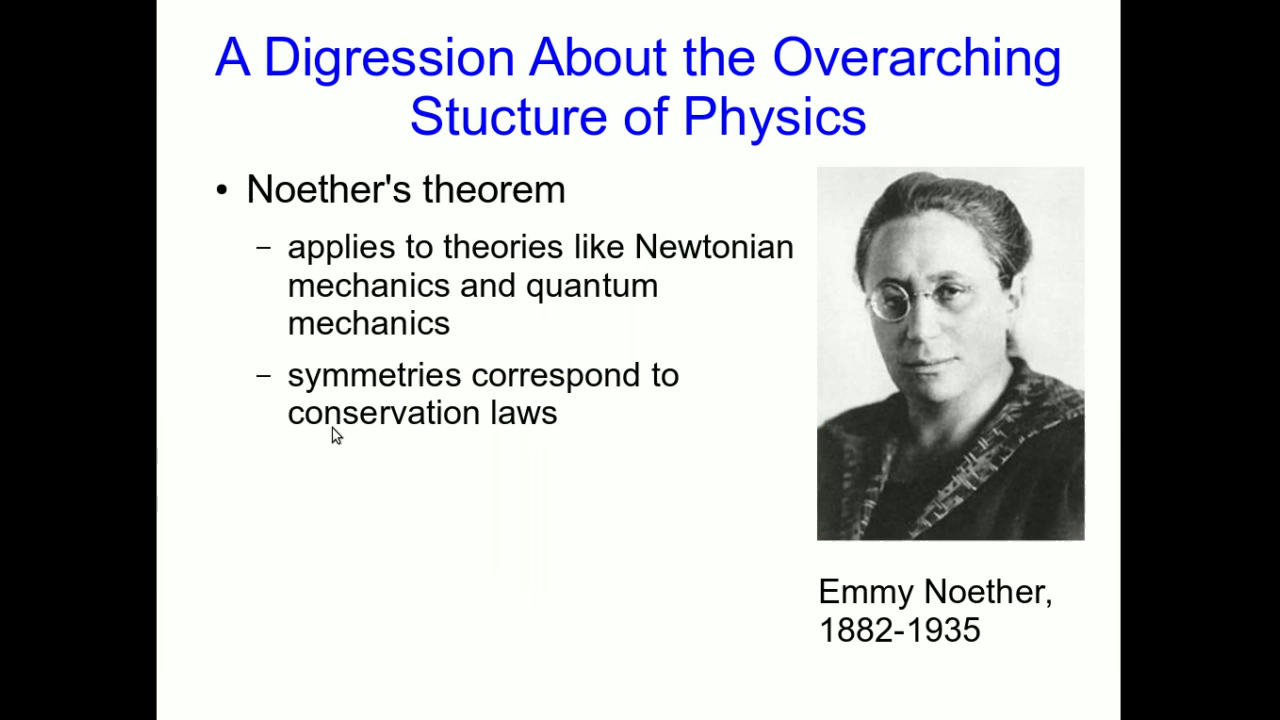 A Digression About the Overarching
Stucture of Physics
• Noether's theorem
– applies to theories like Newtonian
mechanics and quantum
mechanics
– symmetries correspond to
conservation laws
Emmy Noether,
1882-1935